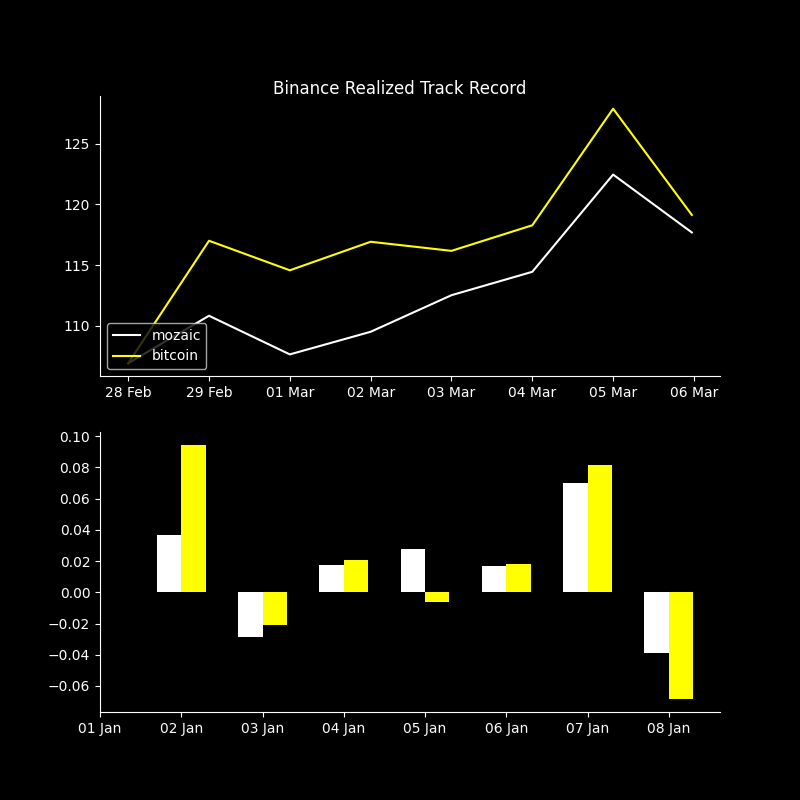 Binance Realized Track Record
125
120
115
110
mozaic
bitcoin
28 Feb 29 Feb 01 Mar 02 Mar 03 Mar 04 Mar 05 Mar 06 Mar
0.10
0.08
0.06
0.04
0.02
0.00
−0.02
−0.04
−0.06
01 Jan 02 Jan 03 Jan 04 Jan 05 Jan 06 Jan 07 Jan 08 Jan